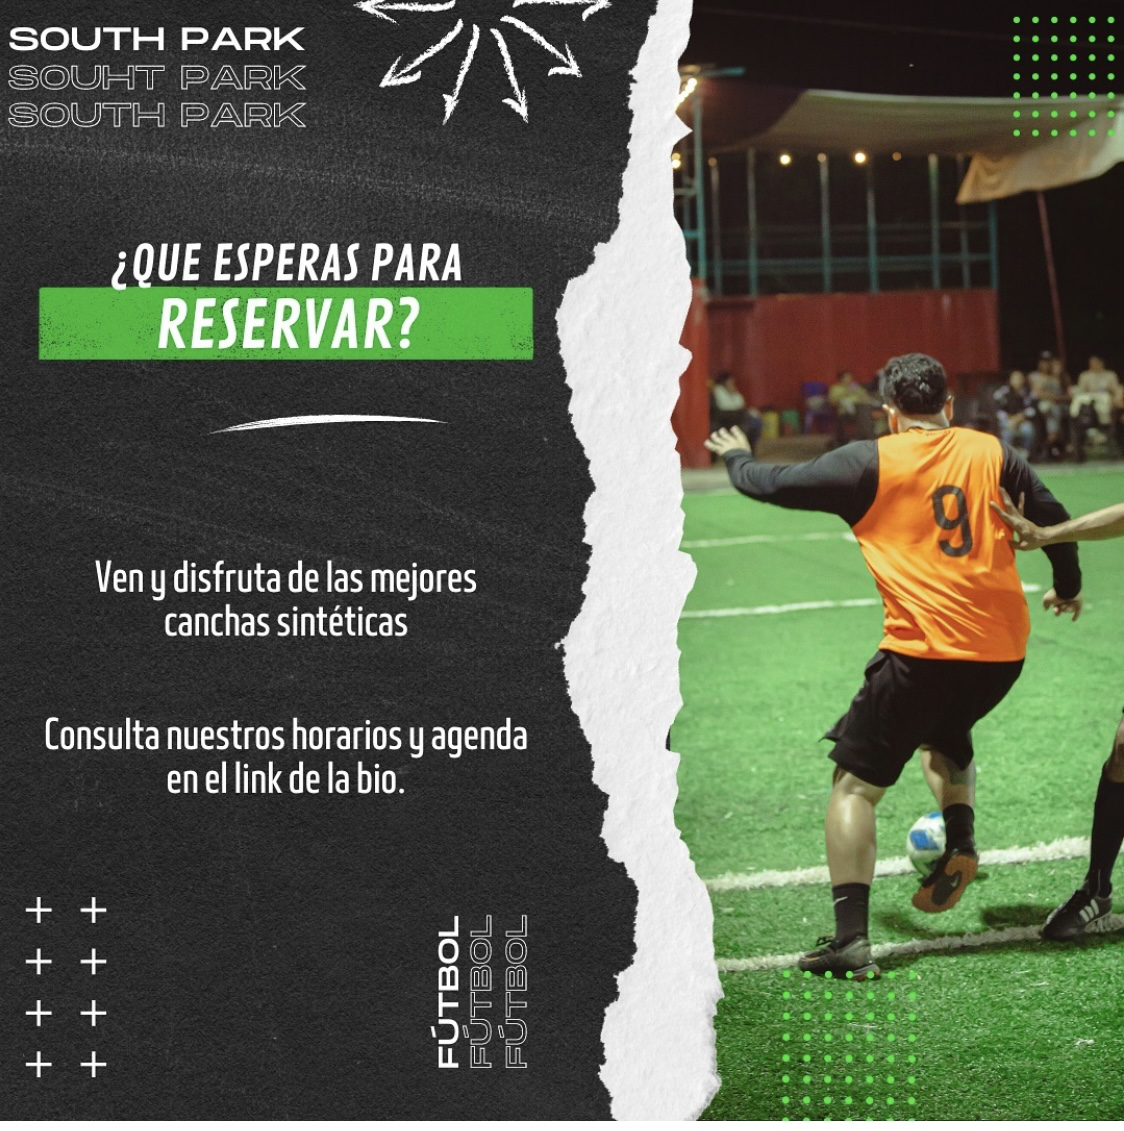 SOUTH PARK
SOUHT PARK
SOUTH PARK
¿QUE ESPERAS PARA
RESERVAR?
Ven y disfruta de las mejores
canchas sintéticas
Consulta nuestros horarios y agenda
en el link de la bio.
FÚTBOL
FÚTBOL
FÚTBOL
9